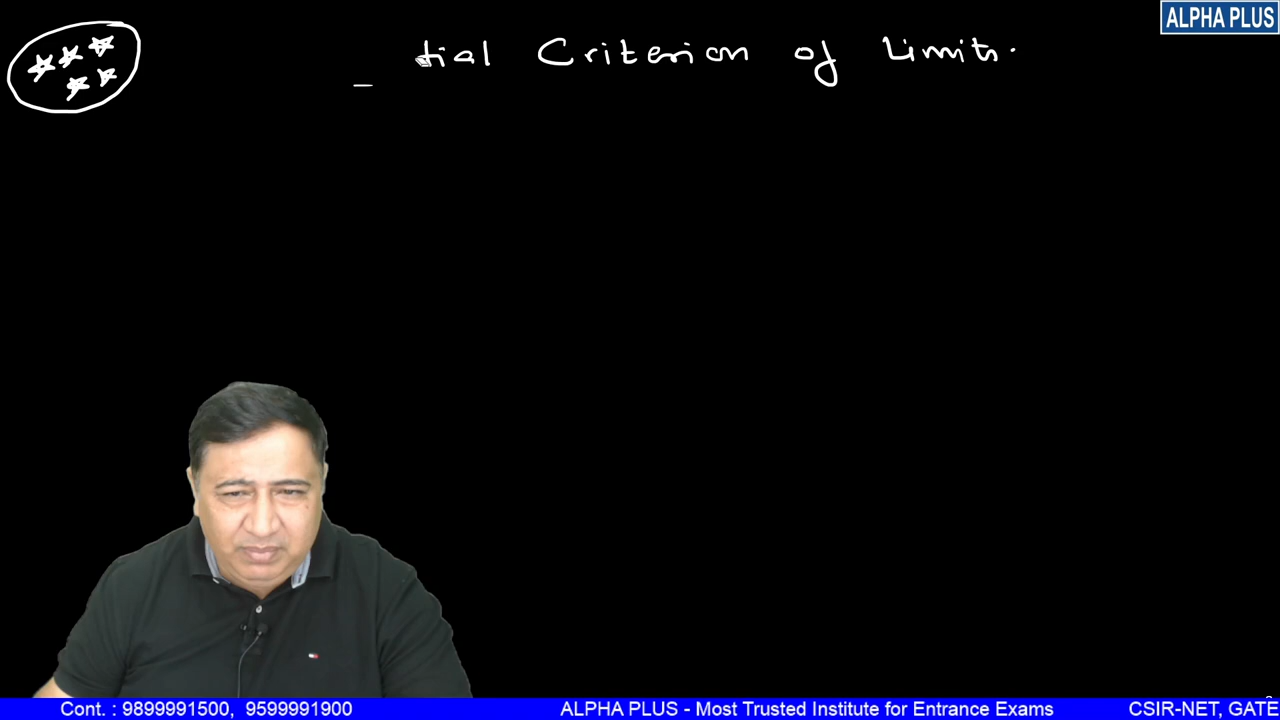 ALPHA PLUS
tial Criterion of Limits.
Cont. : 9899991500, 9599991900
ALPHA PLUS - Most Trusted Institute for Entrance Exams
CSIR-NET, GATE